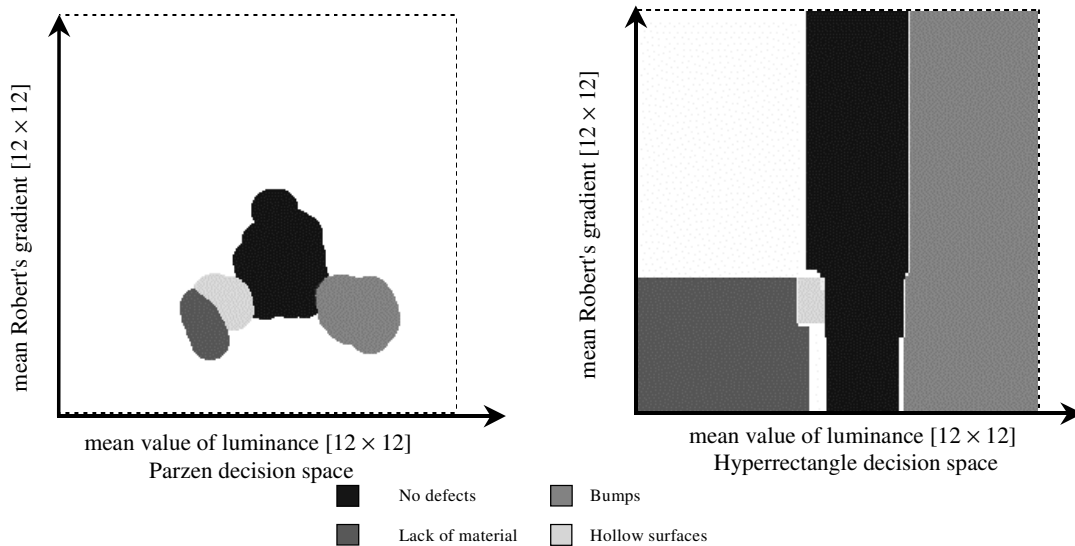 mean Robert's gradient [12 × 12]
mean value of luminance [12 × 12]
Parzen decision space
mean Robert's gradient [12 × 12]
mean value of luminance [12 × 12]
Hyperrectangle decision space
No defects
Bumps
Lack of material
Hollow surfaces